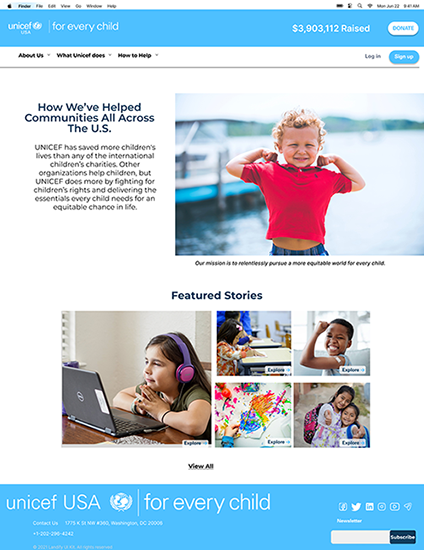 Finder File Edit View Go Window Help Mon Jun 22 9:41 AM
unicef USA for every child
$3,903,112 Raised
DONATE
About Us What Unicef does How to Help
Log in
Sign up
How We've Helped
Communities All Across
The U.S.
UNICEF has saved more children's
lives than any of the international
children's charities. Other
organizations help children, but
UNICEF does more by fighting for
children's rights and delivering the
essentials every child needs for an
equitable chance in life.
Our mission is to relentlessly pursue a more equitable world for every child.
Featured Stories
DELL
Explore
Explore
Explore
Explore
Explore
View All
unicef USA for every child
Contact Us 1775 K St NW #360, Washington, DC 20006
+1-202-296-4242
Newsletter
Subscribe
All rights reserved